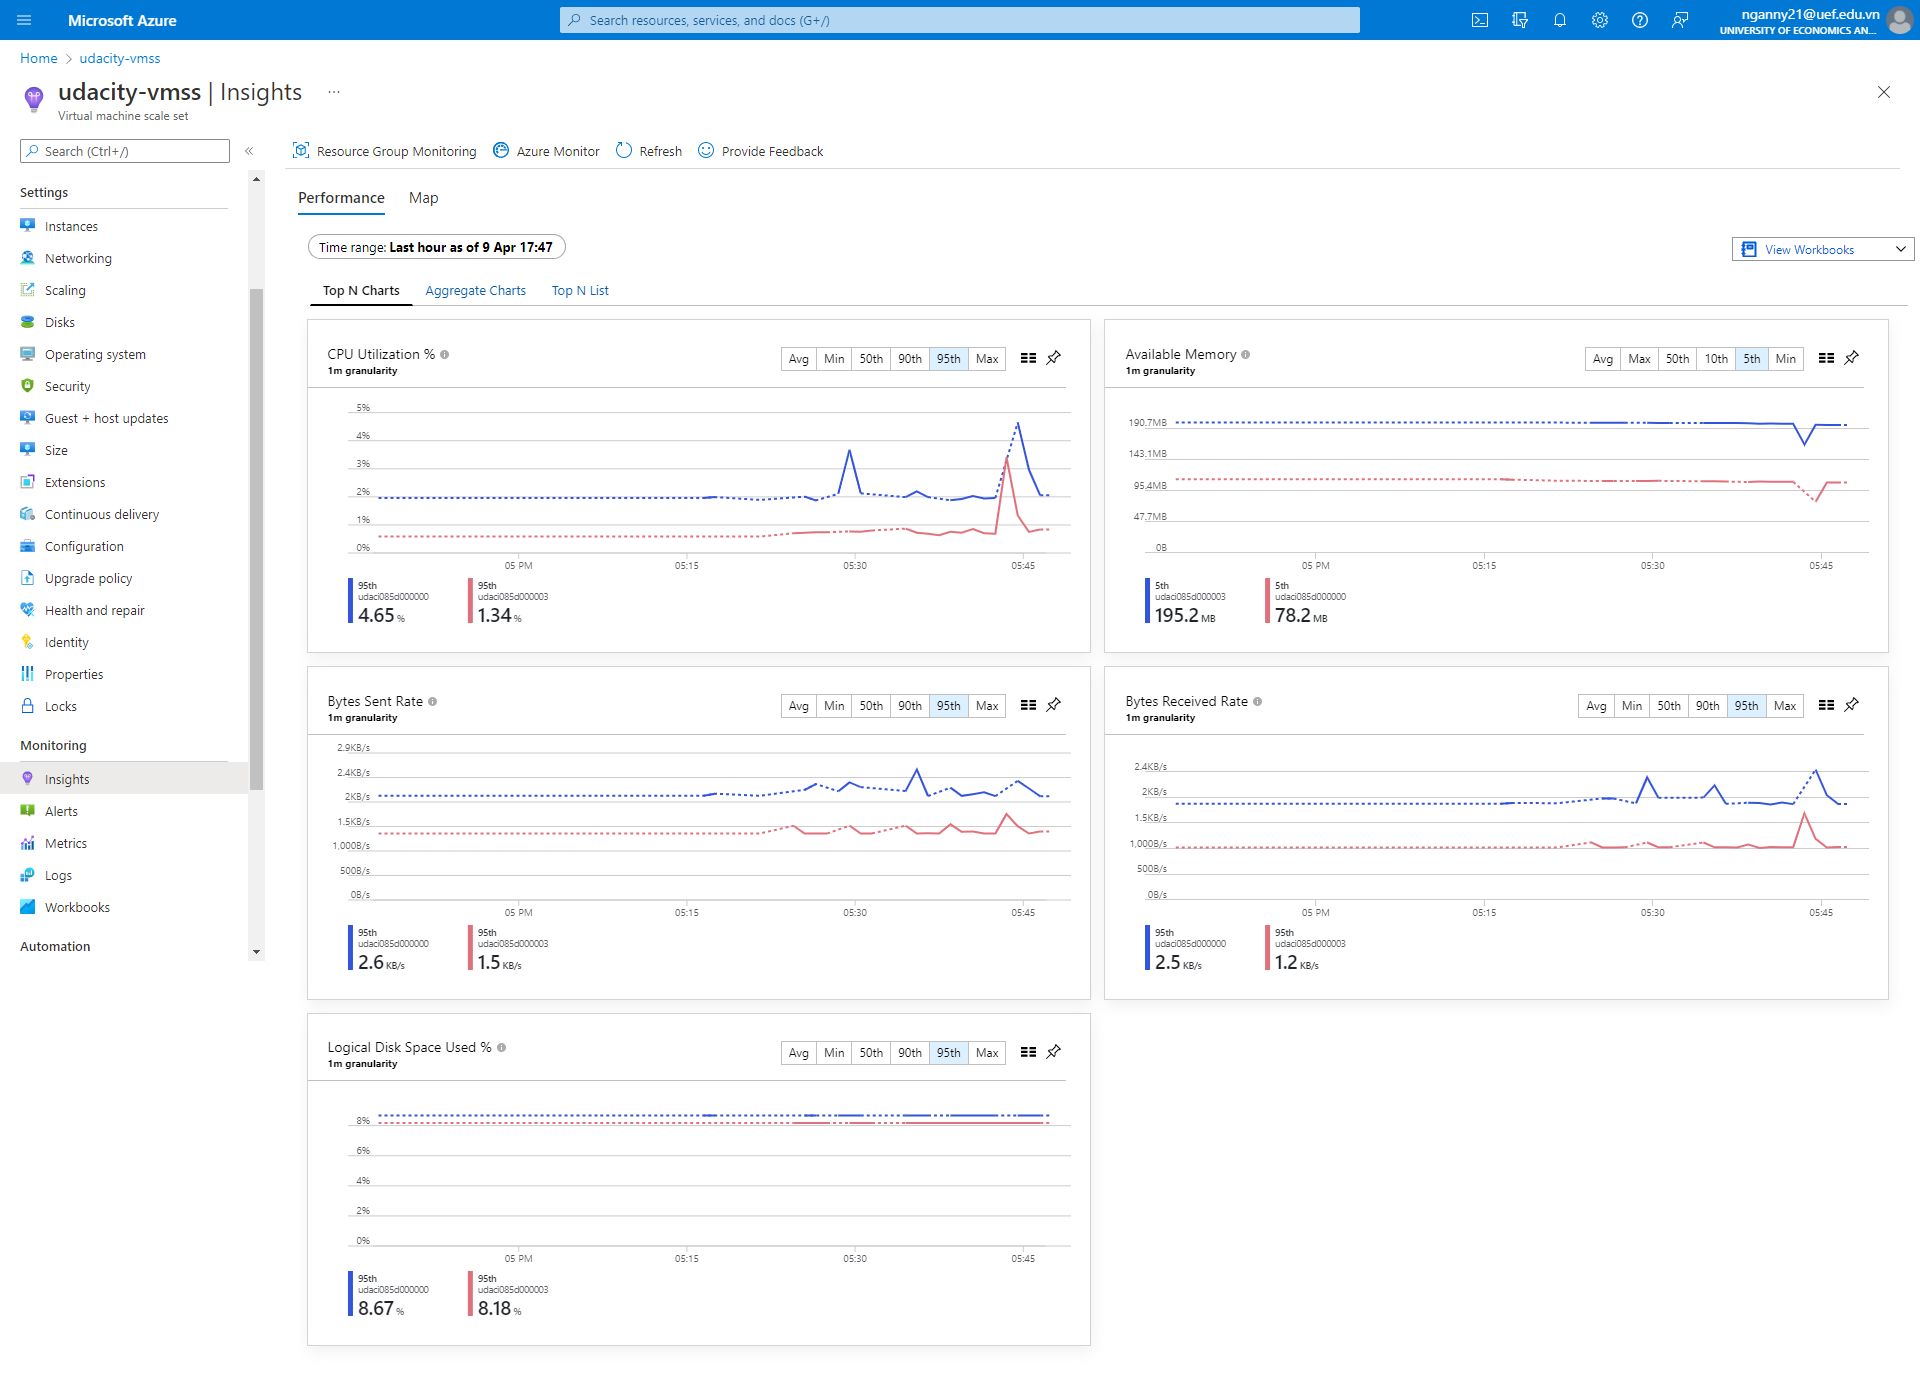 Microsoft Azure
Search resources, services, and docs (G+/)
nganny21@uef.edu.vn
UNIVERSITY OF ECONOMICS AN...
Home
udacity-vmss
udacity-vmss | Insights
...
Virtual machine scale set
Search (Ctrl+/)
«
Settings
Instances
Networking
Scaling
Disks
Operating system
Security
Guest + host updates
Size
Extensions
Continuous delivery
Configuration
Upgrade policy
Health and repair
Identity
Properties
Locks
Monitoring
Insights
Alerts
Metrics
Logs
Workbooks
Automation
Resource Group Monitoring
Azure Monitor
Refresh
Provide Feedback
Performance
Map
Time range: Last hour as of 9 Apr 17:47
View Workbooks
Top N Charts
Aggregate Charts
Top N List
CPU Utilization %
1m granularity
Avg Min 50th 90th 95th Max
5%
4%
3%
2%
1%
0%
05 PM 05:15 05:30 05:45
95th
udaci085d000000
4.65 %
95th
udaci085d000003
1.34 %
Available Memory
1m granularity
Avg Max 50th 10th 5th Min
190.7MB
143.1MB
95.4MB
47.7MB
0B
05 PM 05:15 05:30 05:45
5th
udaci085d000003
195.2 MB
5th
udaci085d000000
78.2 MB
Bytes Sent Rate
1m granularity
Avg Min 50th 90th 95th Max
2.9KB/s
2.4KB/s
2KB/s
1.5KB/s
1,000B/s
500B/s
0B/s
05 PM 05:15 05:30 05:45
95th
udaci085d000000
2.6 KB/s
95th
udaci085d000003
1.5 KB/s
Bytes Received Rate
1m granularity
Avg Min 50th 90th 95th Max
2.4KB/s
2KB/s
1.5KB/s
1,000B/s
500B/s
0B/s
05 PM 05:15 05:30 05:45
95th
udaci085d000000
2.5 KB/s
95th
udaci085d000003
1.2 KB/s
Logical Disk Space Used %
1m granularity
Avg Min 50th 90th 95th Max
8%
6%
4%
2%
0%
05 PM 05:15 05:30 05:45
95th
udaci085d000000
8.67 %
95th
udaci085d000003
8.18 %